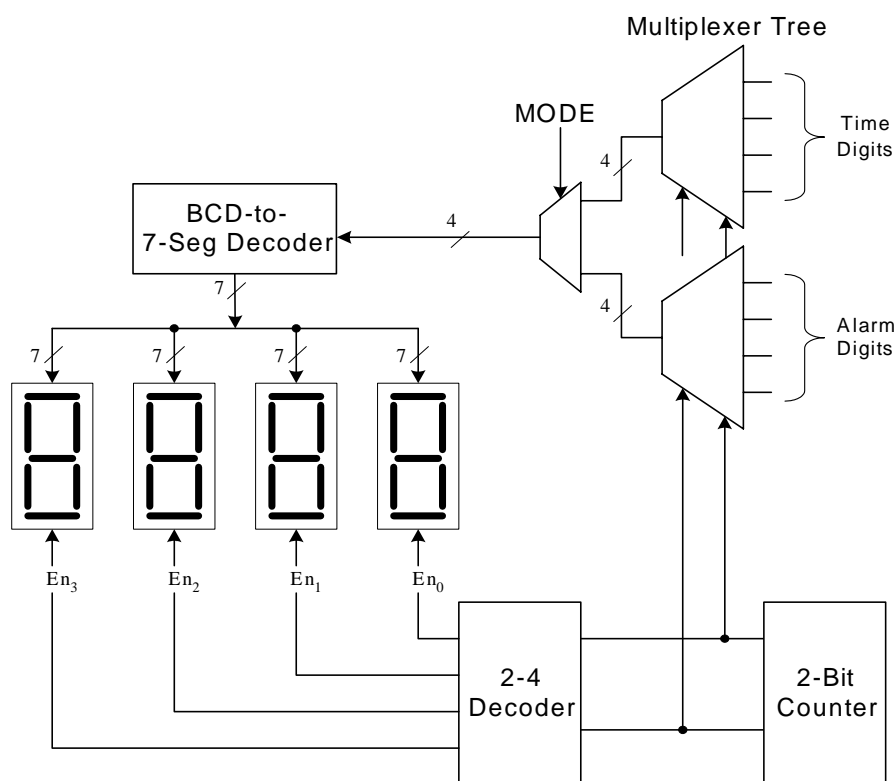 Multiplexer Tree
MODE
Time
Digits
4
BCD-to-
7-Seg Decoder
4
7
4
Alarm
Digits
7
7
7
7
En3
En2
En1
En0
2-4
Decoder
2-Bit
Counter